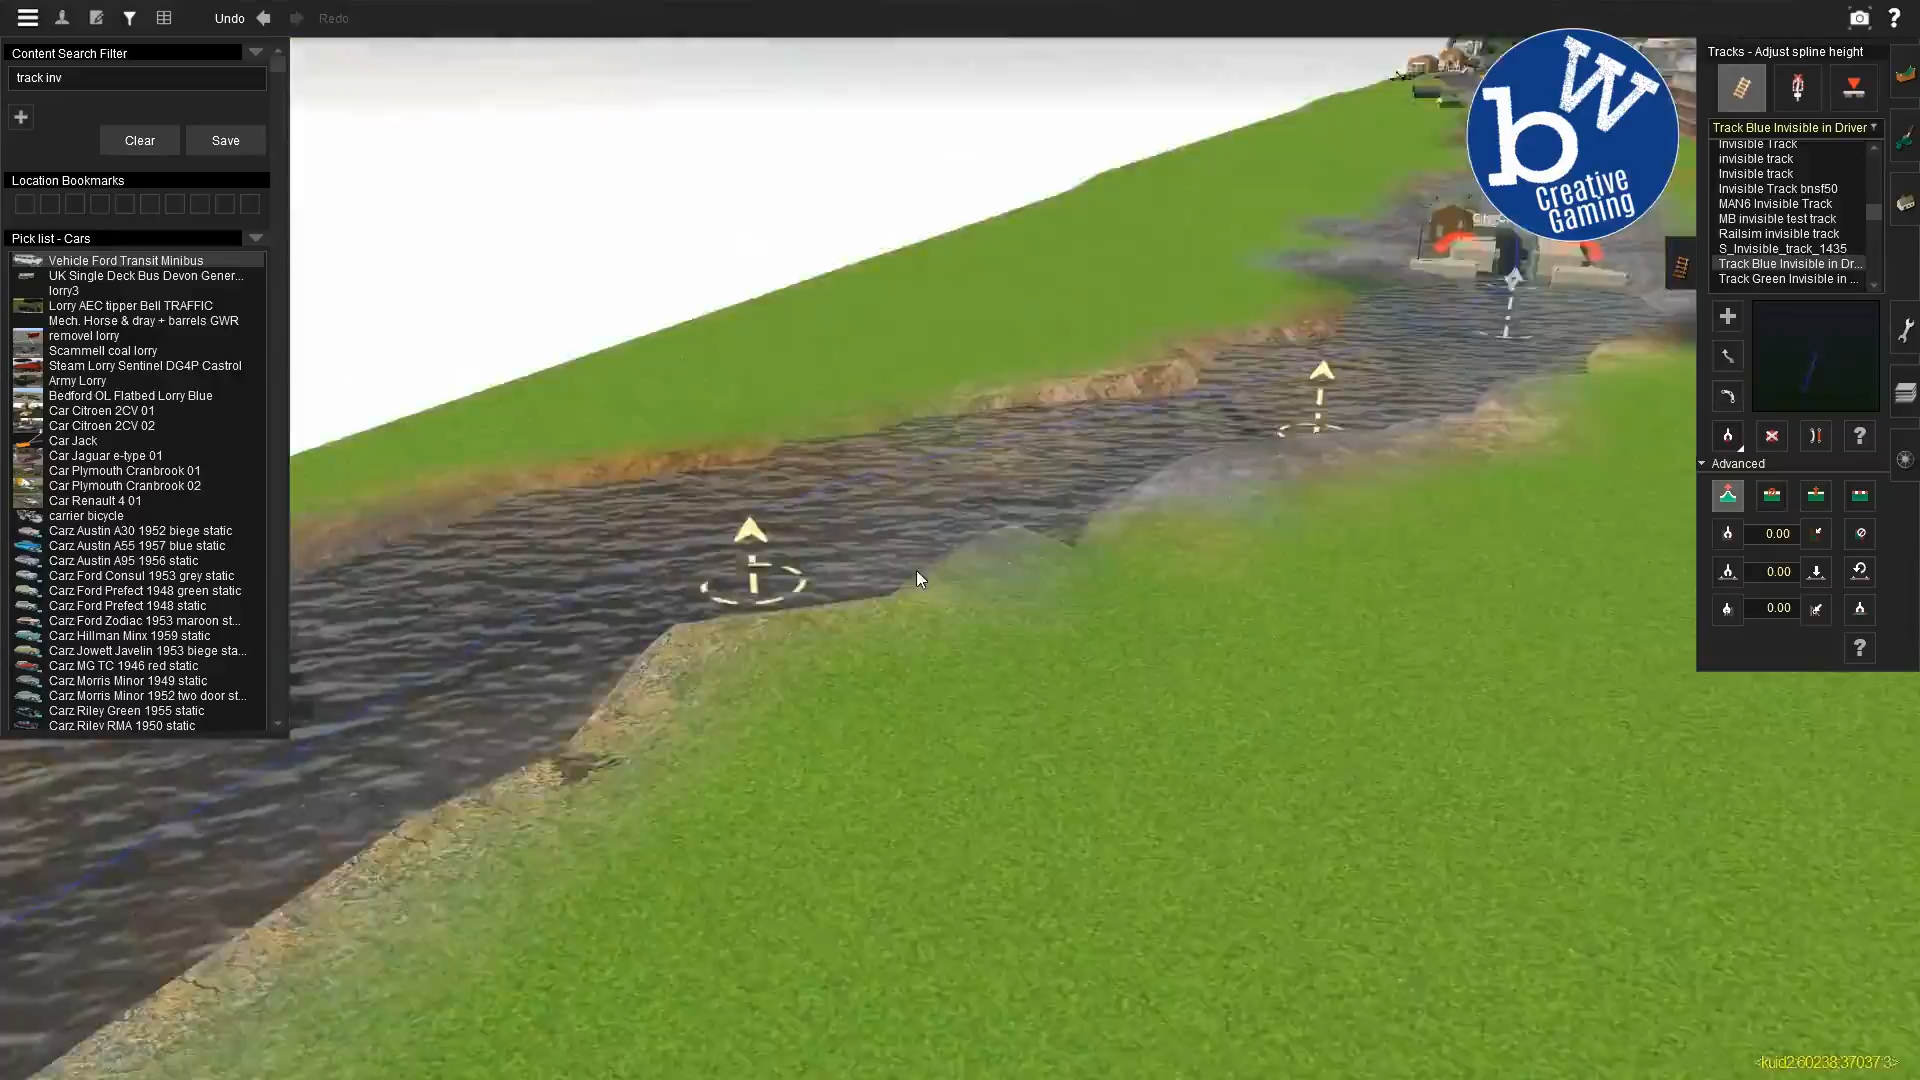 Undo
Redo
Content Search Filter
track inv
Clear
Save
Location Bookmarks
Pick list - Cars
Vehicle Ford Transit Minibus
UK Single Deck Bus Devon Gener...
lorry3
Lorry AEC tipper Bell TRAFFIC
Mech. Horse & dray + barrels GWR
removel lorry
Scammell coal lorry
Steam Lorry Sentinel DG4P Castrol
Army Lorry
Bedford OL Flatbed Lorry Blue
Car Citroen 2CV 01
Car Citroen 2CV 02
Car Jack
Car Jaguar e-type 01
Car Plymouth Cranbrook 01
Car Plymouth Cranbrook 02
Car Renault 4 01
carrier bicycle
Carz Austin A30 1952 biege static
Carz Austin A55 1957 blue static
Carz Austin A95 1956 static
Carz Ford Consul 1953 grey static
Carz Ford Prefect 1948 green static
Carz Ford Prefect 1948 static
Carz Ford Zodiac 1953 maroon st...
Carz Hillman Minx 1959 static
Carz Jowett Javelin 1953 biege sta...
Carz MG TC 1946 red static
Carz Morris Minor 1949 static
Carz Morris Minor 1952 two door st...
Carz Riley Green 1955 static
Carz Riley RMA 1950 static
bW
Creative
Gaming
Tracks - Adjust spline height
Track Blue Invisible in Driver
Invisible Track
invisible track
Invisible track
Invisible Track bnsf50
MAN6 Invisible Track
MB invisible test track
Railsim invisible track
S_Invisible_track_1435
Track Blue Invisible in Dr...
Track Green Invisible in ...
Advanced
0.00
0.00
0.00
<kuid2:60238:37037:3>